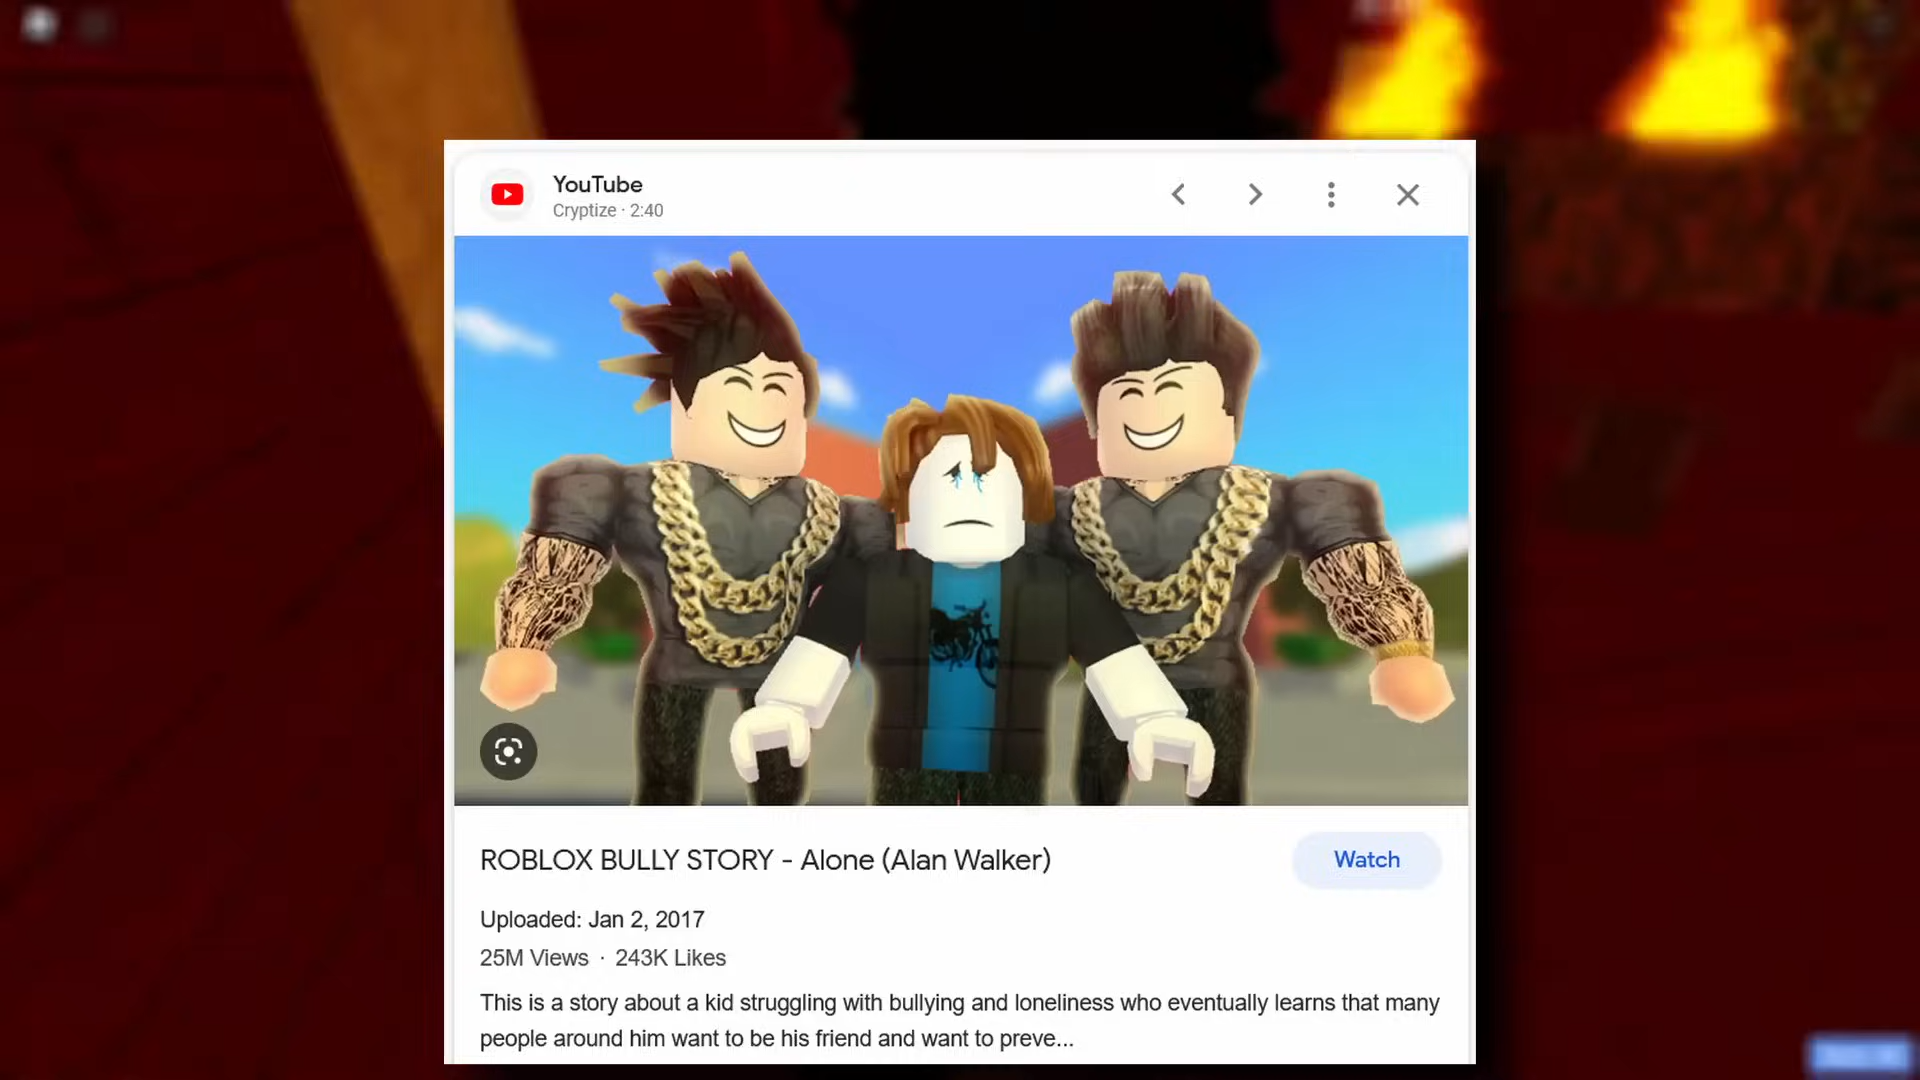 YouTube
Cryptize · 2:40
ROBLOX BULLY STORY - Alone (Alan Walker)
Watch
Uploaded: Jan 2, 2017
25M Views · 243K Likes
This is a story about a kid struggling with bullying and loneliness who eventually learns that many
people around him want to be his friend and want to preve...